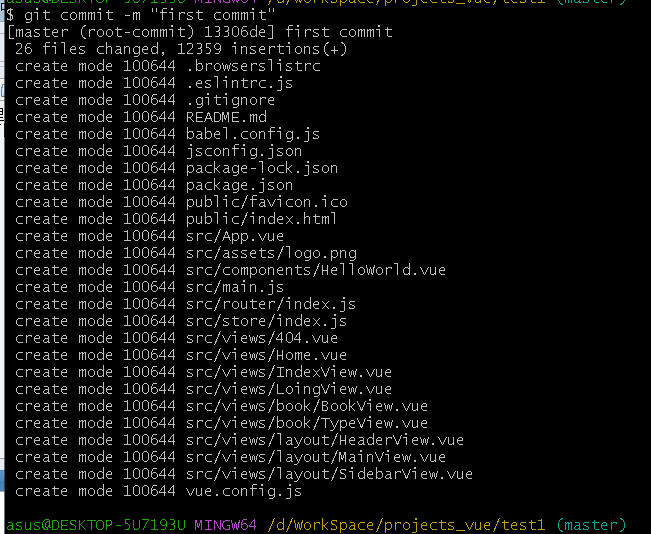 asus@DESKTOP-5U7193U MINGW64 /d/WorkSpace/projects_vue/test1 (master)
$ git commit -m "first commit"
[master (root-commit) 13306de] first commit
 26 files changed, 12359 insertions(+)
 create mode 100644 .browserslistrc
 create mode 100644 .eslintrc.js
 create mode 100644 .gitignore
 create mode 100644 README.md
 create mode 100644 babel.config.js
 create mode 100644 jsconfig.json
 create mode 100644 package-lock.json
 create mode 100644 package.json
 create mode 100644 public/favicon.ico
 create mode 100644 public/index.html
 create mode 100644 src/App.vue
 create mode 100644 src/assets/logo.png
 create mode 100644 src/components/HelloWorld.vue
 create mode 100644 src/main.js
 create mode 100644 src/router/index.js
 create mode 100644 src/store/index.js
 create mode 100644 src/views/404.vue
 create mode 100644 src/views/Home.vue
 create mode 100644 src/views/IndexView.vue
 create mode 100644 src/views/LoingView.vue
 create mode 100644 src/views/book/BookView.vue
 create mode 100644 src/views/book/TypeView.vue
 create mode 100644 src/views/layout/HeaderView.vue
 create mode 100644 src/views/layout/MainView.vue
 create mode 100644 src/views/layout/SidebarView.vue
 create mode 100644 vue.config.js
asus@DESKTOP-5U7193U MINGW64 /d/WorkSpace/projects_vue/test1 (master)